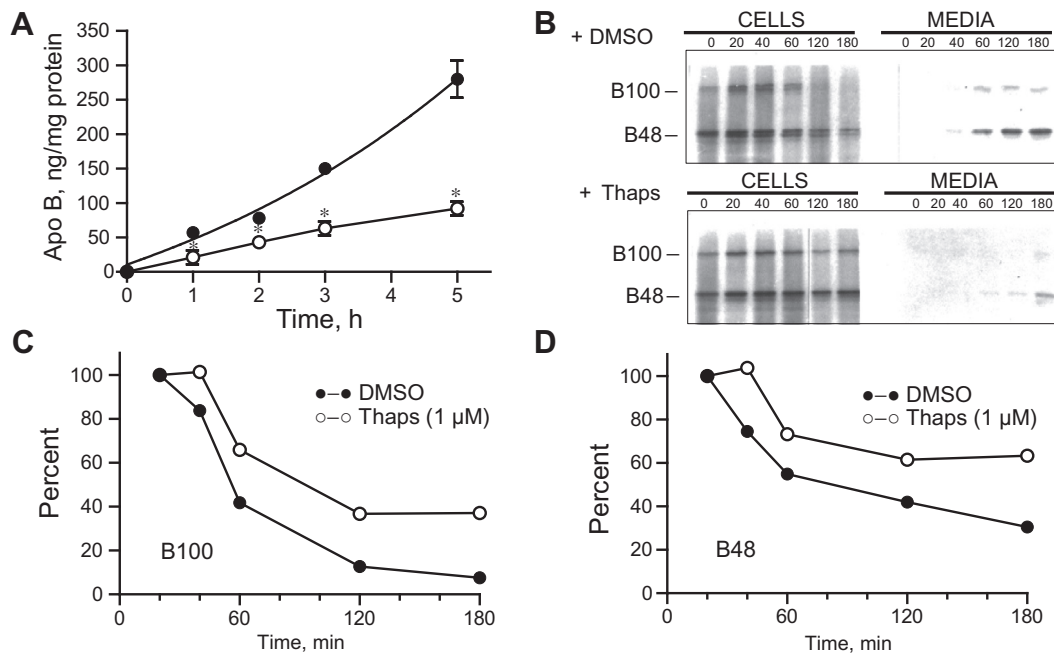 A
Apo B, ng/mg protein
350
300
250
200
150
100
50
0
*
*
*
*
0 1 2 3 4 5
Time, h
B
+ DMSO
CELLS MEDIA
0 20 40 60 120 180 0 20 40 60 120 180
B100
B48
+ Thaps
CELLS MEDIA
0 20 40 60 120 180 0 20 40 60 120 180
B100
B48
C
Percent
100
80
60
40
20
0
DMSO
Thaps (1 µM)
B100
0 60 120 180
Time, min
D
Percent
100
80
60
40
20
0
DMSO
Thaps (1 µM)
B48
0 60 120 180
Time, min